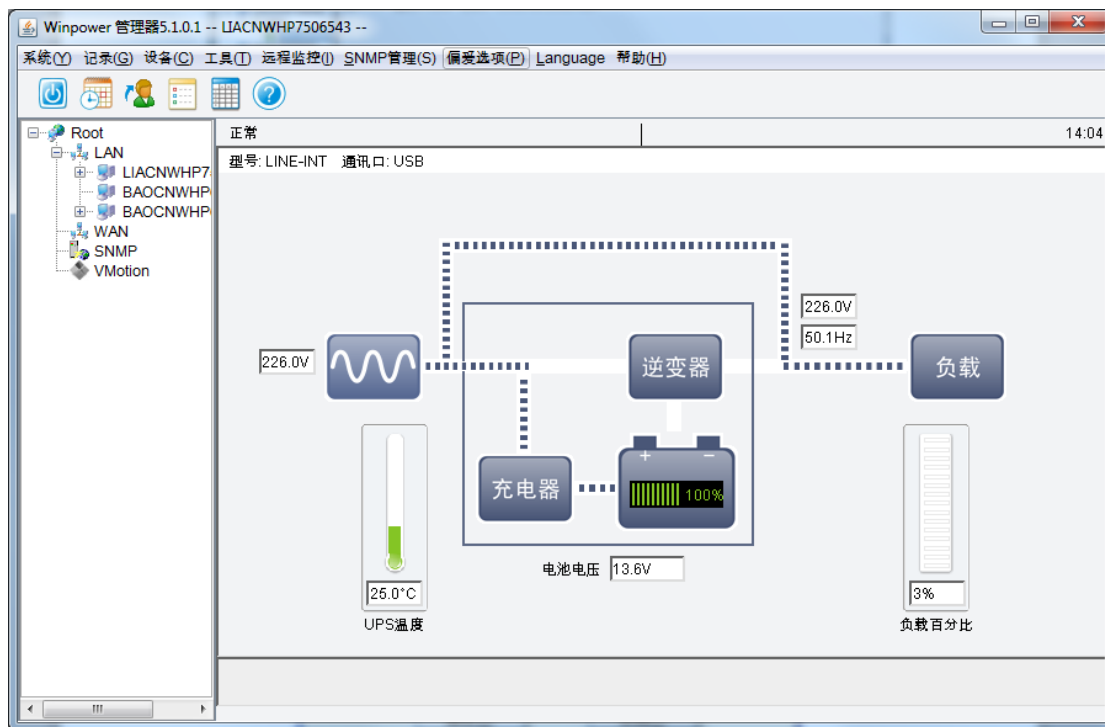 Winpower 管理器5.1.0.1 -- LIACNWHP7506543 --
系统(Y) 记录(G) 设备(C) 工具(T) 远程监控(I) SNMP管理(S) 偏爱选项(P) Language 帮助(H)
Root
LAN
LIACNWHP7
BAOCNWHP
BAOCNWHP
WAN
SNMP
VMotion
正常
14:04
型号: LINE-INT 通讯口: USB
226.0V
50.1Hz
226.0V
逆变器
负载
充电器
+ −
100%
电池电压 13.6V
25.0°C
UPS温度
3%
负载百分比